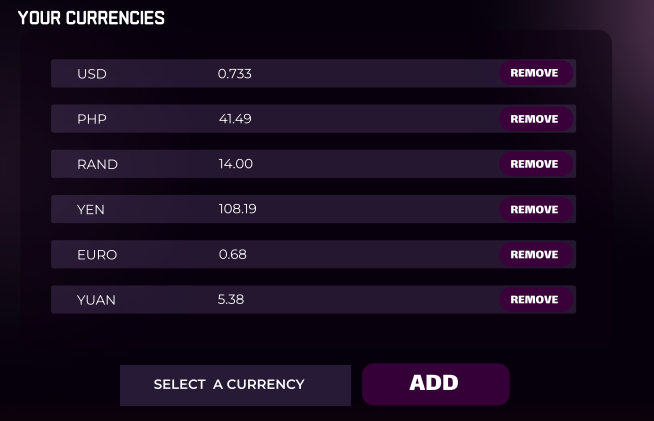 YOUR CURRENCIES
USD 0.733 REMOVE
PHP 41.49 REMOVE
RAND 14.00 REMOVE
YEN 108.19 REMOVE
EURO 0.68 REMOVE
YUAN 5.38 REMOVE
SELECT A CURRENCY ADD